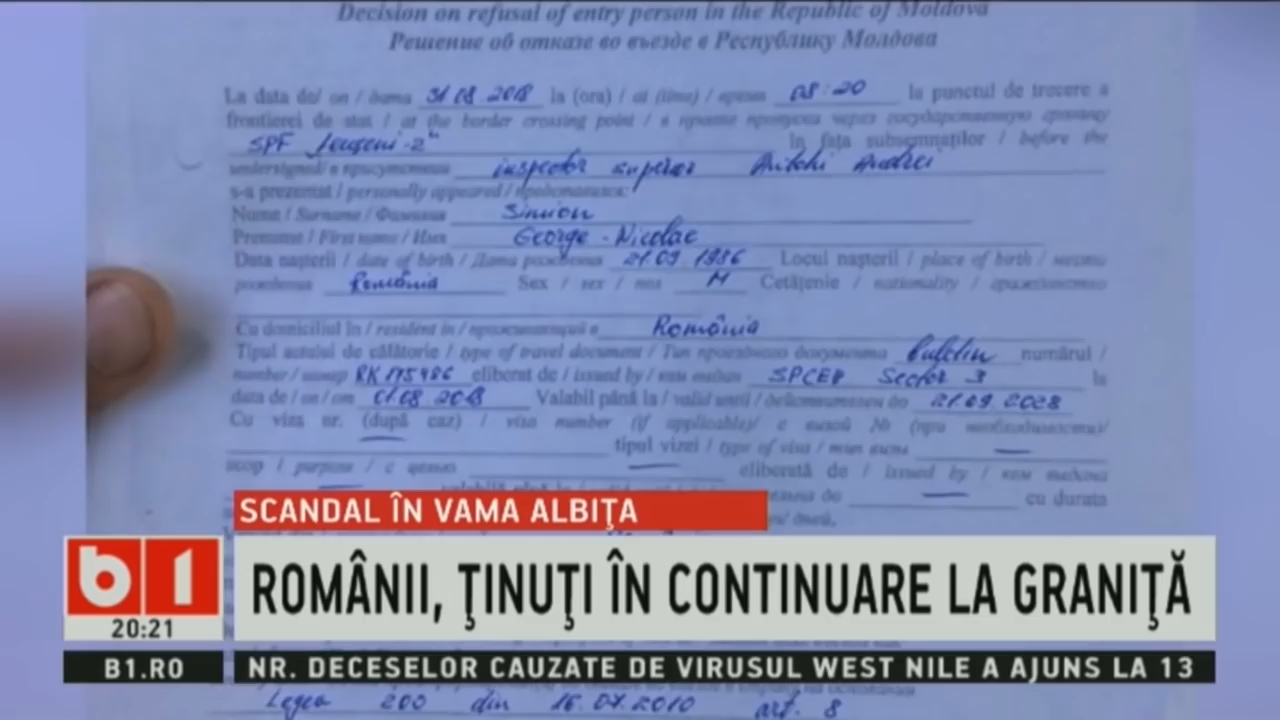 Decision on refusal of entry person in the Republic of Moldova
Решение об отказе во въезде в Республику Молдова
La data de/ on / дата 31.08 2018 la (ora) / at (time) / время 08:20 la punctul de trecere a
frontierei de stat / at the border crossing point / в пункте пропуска через государственную границу
SPF Leușeni-2" în fața subsemnaților / before the
undersigned/ в присутствии inspector superior Andrei
s-a prezentat / personally appeared / представился:
Nume / Surname / Фамилия Simion
Prenume / First name / Имя George - Nicolae
Data nașterii / date of birth / Дата рождения 21.09.1986 Locul nașterii / place of birth / место
рождения România Sex / sex / пол M Cetățenie / nationality / гражданство
Cu domiciliul în / resident in / проживающий в România
Tipul actului de călătorie / type of travel document / Тип проездного документа buletin numărul /
number / номер RK 175486 eliberat de / issued by / кем выдан SPCEP Sector 3 la
data de / on / от 01.08 2018 Valabil până la / valid until / действителен до 21.09.2028
Cu viza nr. (după caz) / visa number (if applicable)/ с визой № (при необходимости)/
tipul vizei / type of visa / тип визы
scop / purpose / с целью eliberată de / issued by / кем выдана
до cu durata
дней,
SCANDAL ÎN VAMA ALBIŢA
b1
ROMÂNII, ŢINUŢI ÎN CONTINUARE LA GRANIŢĂ
20:21
B1.RO NR. DECESELOR CAUZATE DE VIRUSUL WEST NILE A AJUNS LA 13
Legea 200 din 16.07.2010 art. 8